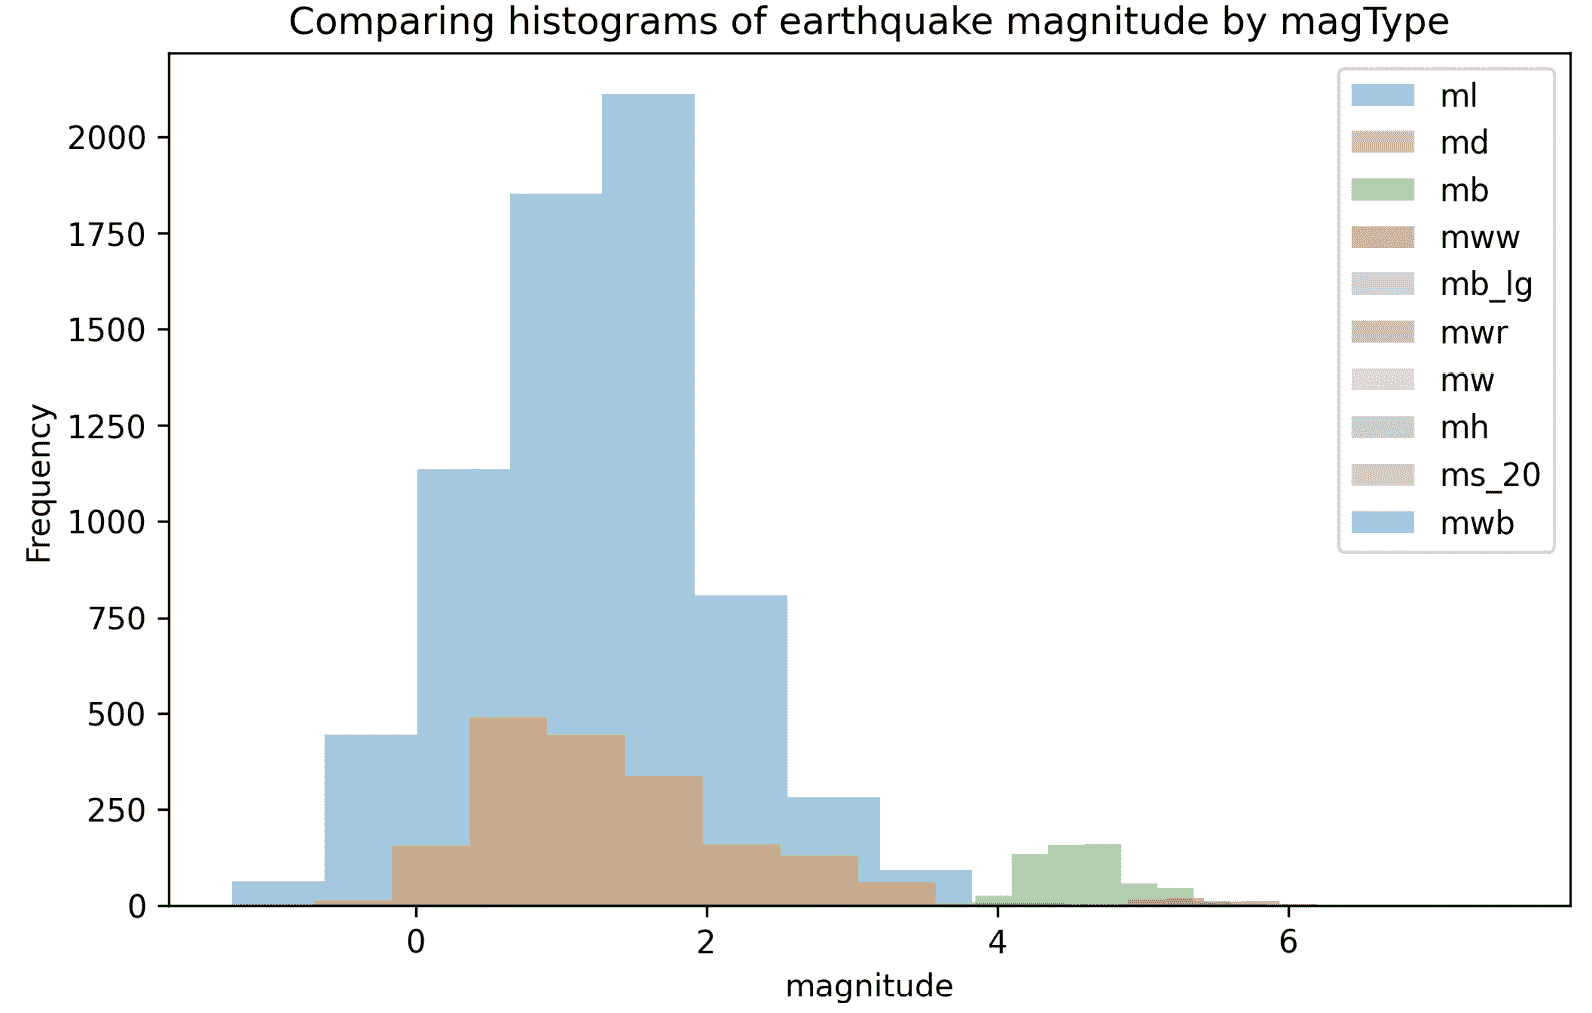 Comparing histograms of earthquake magnitude by magType
2000
1750
1500
1250
1000
750
500
250
0
Frequency
0 2 4 6
magnitude
ml
md
mb
mww
mb_lg
mwr
mw
mh
ms_20
mwb